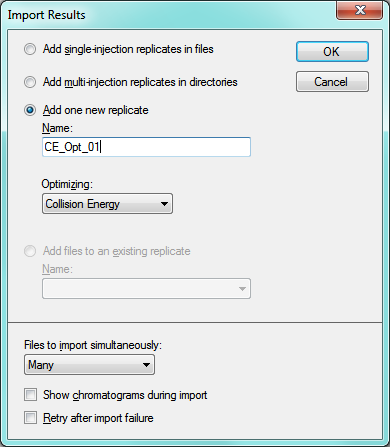 Import Results
Add single-injection replicates in files
OK
Add multi-injection replicates in directories
Cancel
Add one new replicate
Name:
CE_Opt_01
Optimizing:
Collision Energy
Add files to an existing replicate
Name:
Files to import simultaneously:
Many
Show chromatograms during import
Retry after import failure